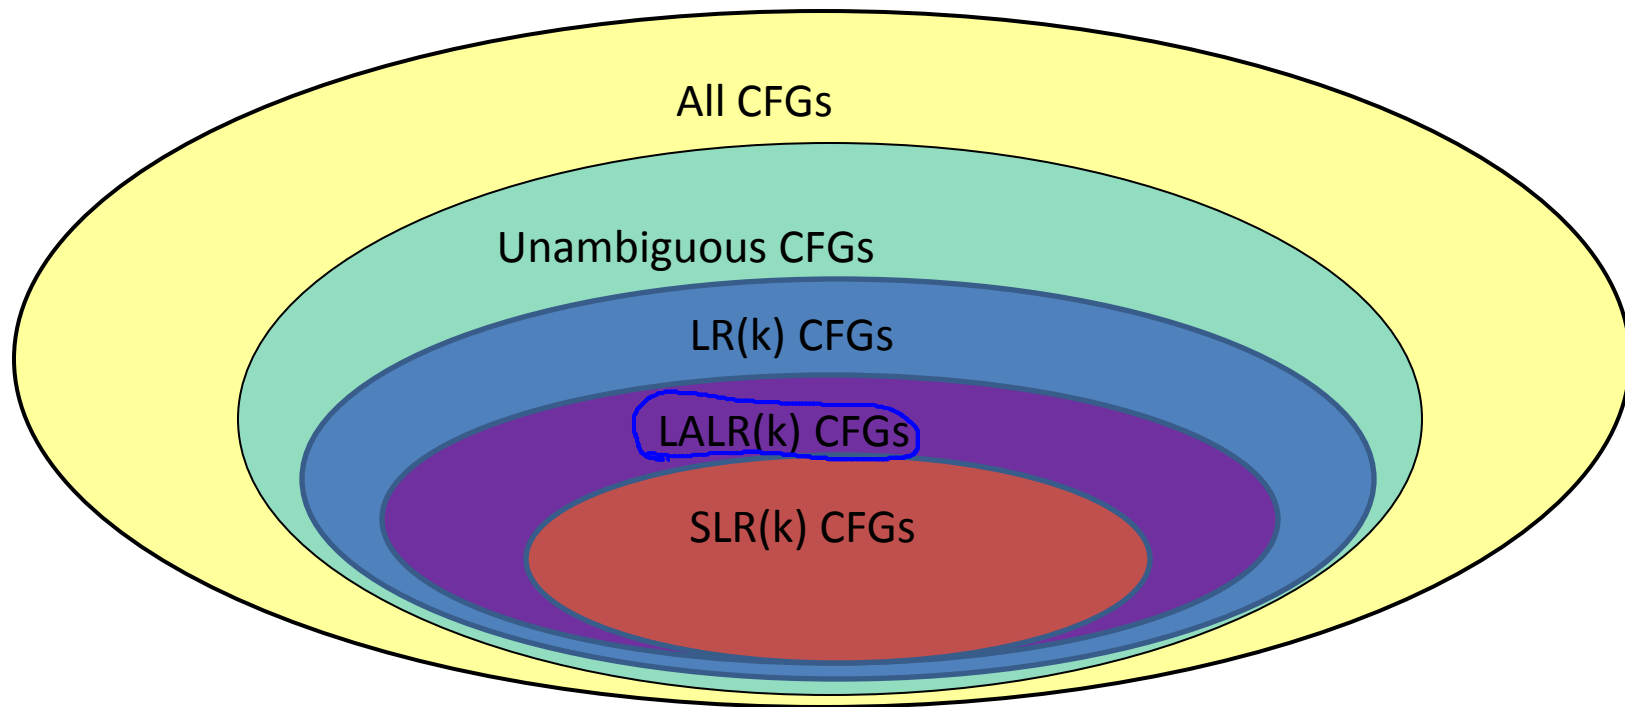 All CFGs
Unambiguous CFGs
LR(k) CFGs
LALR(k) CFGs
SLR(k) CFGs